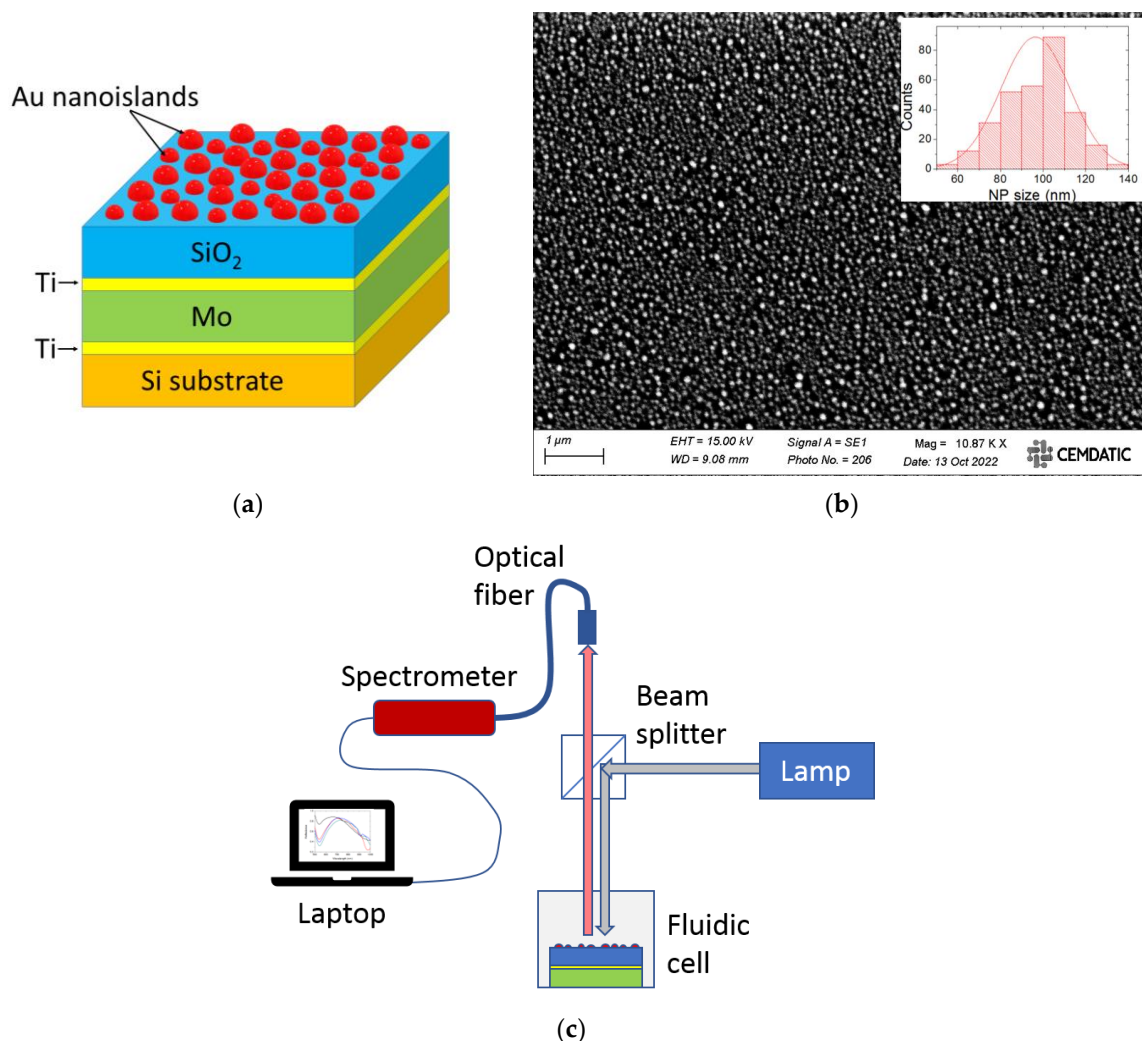 Au nanoislands
SiO2
Ti
Mo
Ti
Si substrate
(a)
80
60
40
20
0
Counts
60 80 100 120 140
NP size (nm)
1 µm
EHT = 15.00 kV Signal A = SE1 Mag = 10.87 K X
WD = 9.08 mm Photo No. = 206 Date: 13 Oct 2022
CEMDATIC
(b)
Optical
fiber
Spectrometer
Beam
splitter
Lamp
Laptop
Fluidic
cell
(c)